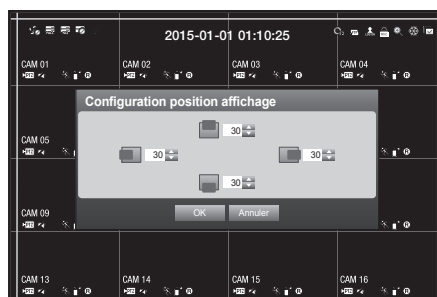 2015-01-01 01:10:25
CAM 01 CAM 02 CAM 03 CAM 04
Configuration position affichage
30
CAM 05
30 30
30
CAM 09
OK Annuler
CAM 13 CAM 14 CAM 15 CAM 16